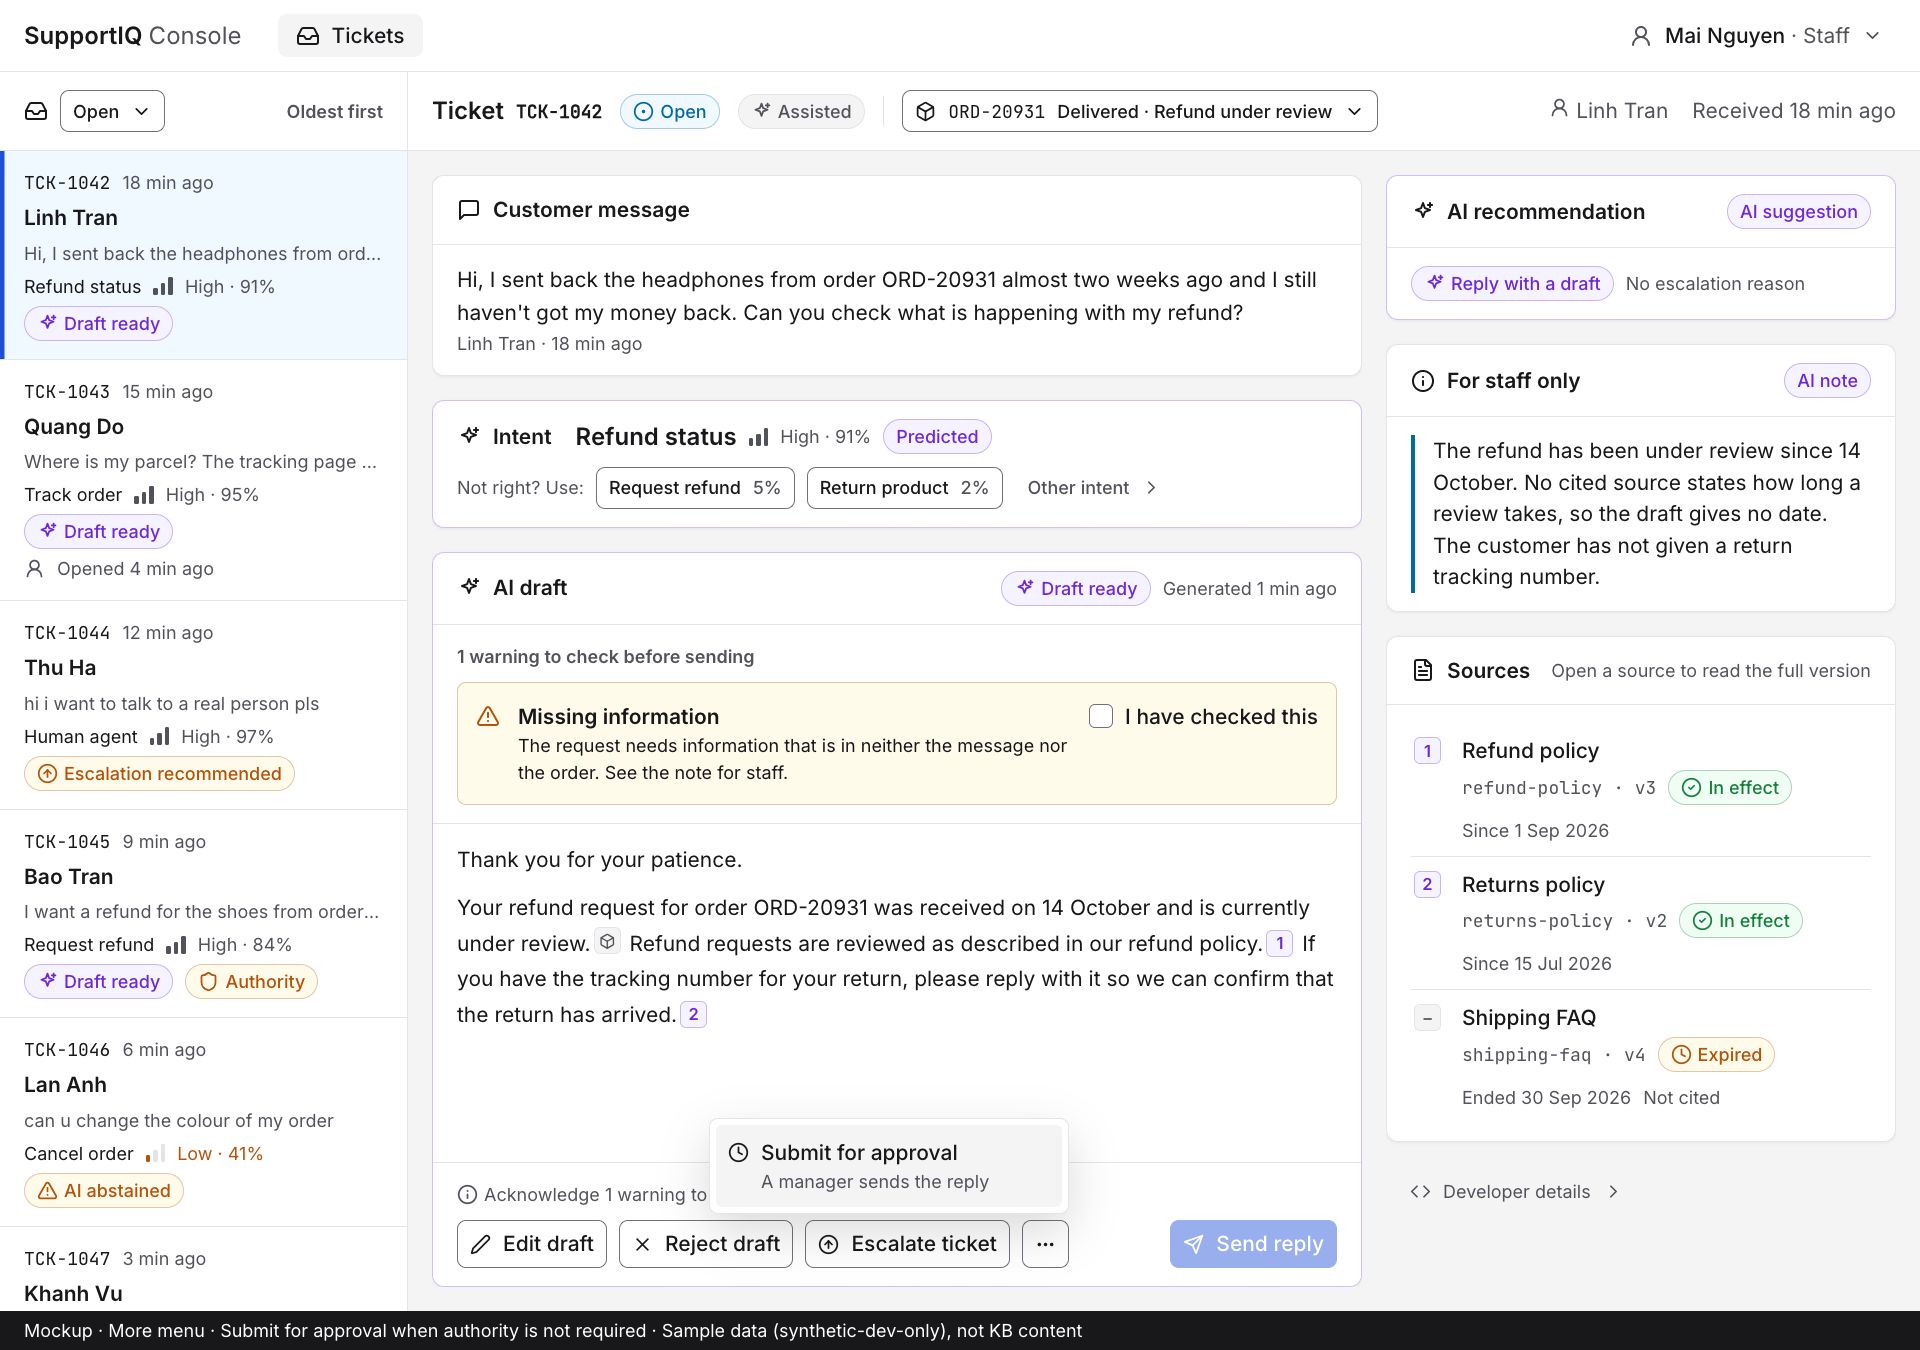 SupportIQ Console
Tickets
Mai Nguyen · Staff
Open
Oldest first
Ticket TCK-1042
Open
Assisted
ORD-20931 Delivered · Refund under review
Linh Tran
Received 18 min ago
TCK-1042 18 min ago
Linh Tran
Hi, I sent back the headphones from ord...
Refund status High · 91%
Draft ready
TCK-1043 15 min ago
Quang Do
Where is my parcel? The tracking page ...
Track order High · 95%
Draft ready
Opened 4 min ago
TCK-1044 12 min ago
Thu Ha
hi i want to talk to a real person pls
Human agent High · 97%
Escalation recommended
TCK-1045 9 min ago
Bao Tran
I want a refund for the shoes from order...
Request refund High · 84%
Draft ready
Authority
TCK-1046 6 min ago
Lan Anh
can u change the colour of my order
Cancel order Low · 41%
AI abstained
TCK-1047 3 min ago
Khanh Vu
Customer message
Hi, I sent back the headphones from order ORD-20931 almost two weeks ago and I still
haven't got my money back. Can you check what is happening with my refund?
Linh Tran · 18 min ago
Intent Refund status High · 91% Predicted
Not right? Use: Request refund 5% Return product 2% Other intent
AI draft
Draft ready
Generated 1 min ago
1 warning to check before sending
Missing information
I have checked this
The request needs information that is in neither the message nor
the order. See the note for staff.
Thank you for your patience.
Your refund request for order ORD-20931 was received on 14 October and is currently
under review. Refund requests are reviewed as described in our refund policy. 1 If
you have the tracking number for your return, please reply with it so we can confirm that
the return has arrived. 2
Submit for approval
A manager sends the reply
Acknowledge 1 warning to
Edit draft
Reject draft
Escalate ticket
...
Send reply
AI recommendation
AI suggestion
Reply with a draft
No escalation reason
For staff only
AI note
The refund has been under review since 14
October. No cited source states how long a
review takes, so the draft gives no date.
The customer has not given a return
tracking number.
Sources
Open a source to read the full version
1 Refund policy
refund-policy · v3 In effect
Since 1 Sep 2026
2 Returns policy
returns-policy · v2 In effect
Since 15 Jul 2026
– Shipping FAQ
shipping-faq · v4 Expired
Ended 30 Sep 2026 Not cited
Developer details
Mockup · More menu · Submit for approval when authority is not required · Sample data (synthetic-dev-only), not KB content